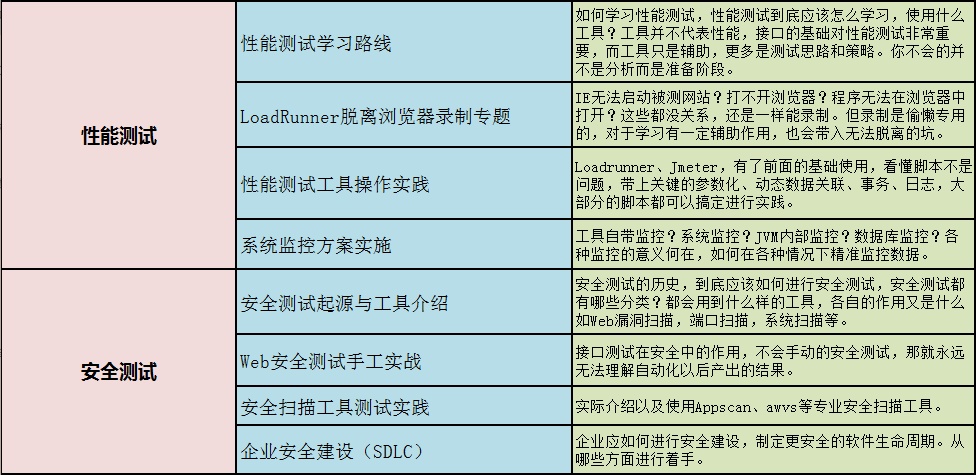 性能测试
性能测试学习路线
如何学习性能测试，性能测试到底应该怎么学习，使用什么
工具？工具并不代表性能，接口的基础对性能测试非常重
要，而工具只是辅助，更多是测试思路和策略。你不会的并
不是分析而是准备阶段。
LoadRunner脱离浏览器录制专题
IE无法启动被测网站？打不开浏览器？程序无法在浏览器中
打开？这些都没关系，还是一样能录制。但录制是偷懒专用
的，对于学习有一定辅助作用，也会带入无法脱离的坑。
性能测试工具操作实践
Loadrunner、Jmeter，有了前面的基础使用，看懂脚本不是
问题，带上关键的参数化、动态数据关联、事务、日志，大
部分的脚本都可以搞定进行实践。
系统监控方案实施
工具自带监控？系统监控？JVM内部监控？数据库监控？各
种监控的意义何在，如何在各种情况下精准监控数据。
安全测试
安全测试起源与工具介绍
安全测试的历史，到底应该如何进行安全测试，安全测试都
有哪些分类？都会用到什么样的工具，各自的作用又是什么
如Web漏洞扫描，端口扫描，系统扫描等。
Web安全测试手工实战
接口测试在安全中的作用，不会手动的安全测试，那就永远
无法理解自动化以后产出的结果。
安全扫描工具测试实践
实际介绍以及使用Appscan、awvs等专业安全扫描工具。
企业安全建设（SDLC）
企业应如何进行安全建设，制定更安全的软件生命周期。从
哪些方面进行着手。